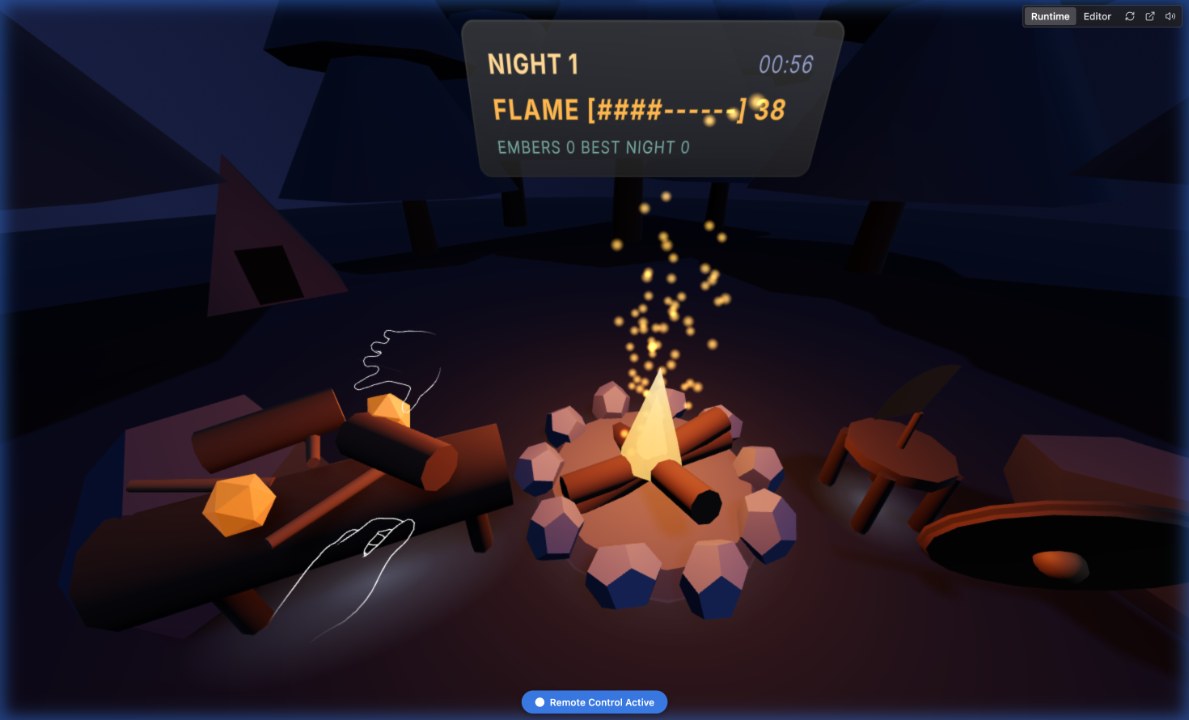 Runtime Editor
NIGHT 1 00:56
FLAME [####------] 38
EMBERS 0 BEST NIGHT 0
Remote Control Active